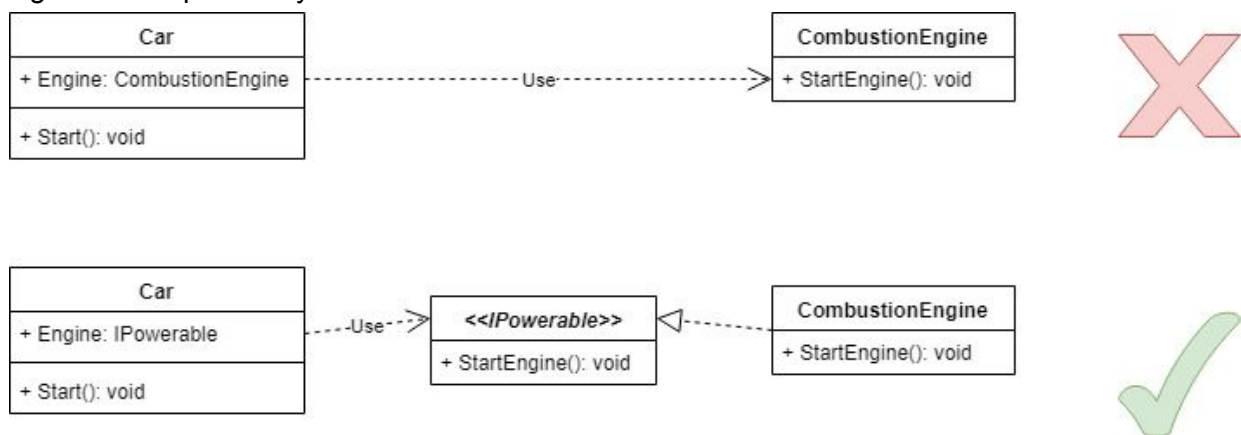 Car
+ Engine: CombustionEngine
+ Start(): void
Use
CombustionEngine
+ StartEngine(): void
Car
+ Engine: IPowerable
+ Start(): void
Use
<<IPowerable>>
+ StartEngine(): void
CombustionEngine
+ StartEngine(): void